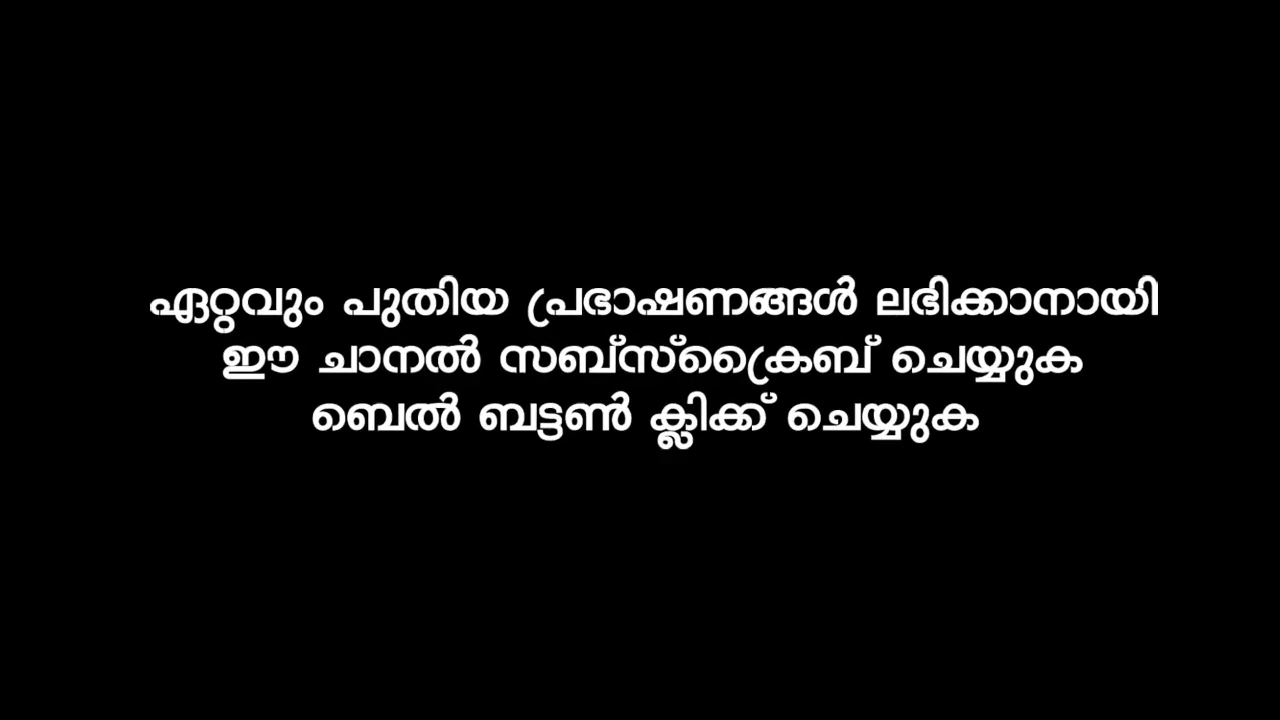 ഏറ്റവും പുതിയ പ്രഭാഷണങ്ങൾ ലഭിക്കാനായി
ഈ ചാനൽ സബ്സ്ക്രൈബ് ചെയ്യുക
ബെൽ ബട്ടൺ ക്ലിക്ക് ചെയ്യുക